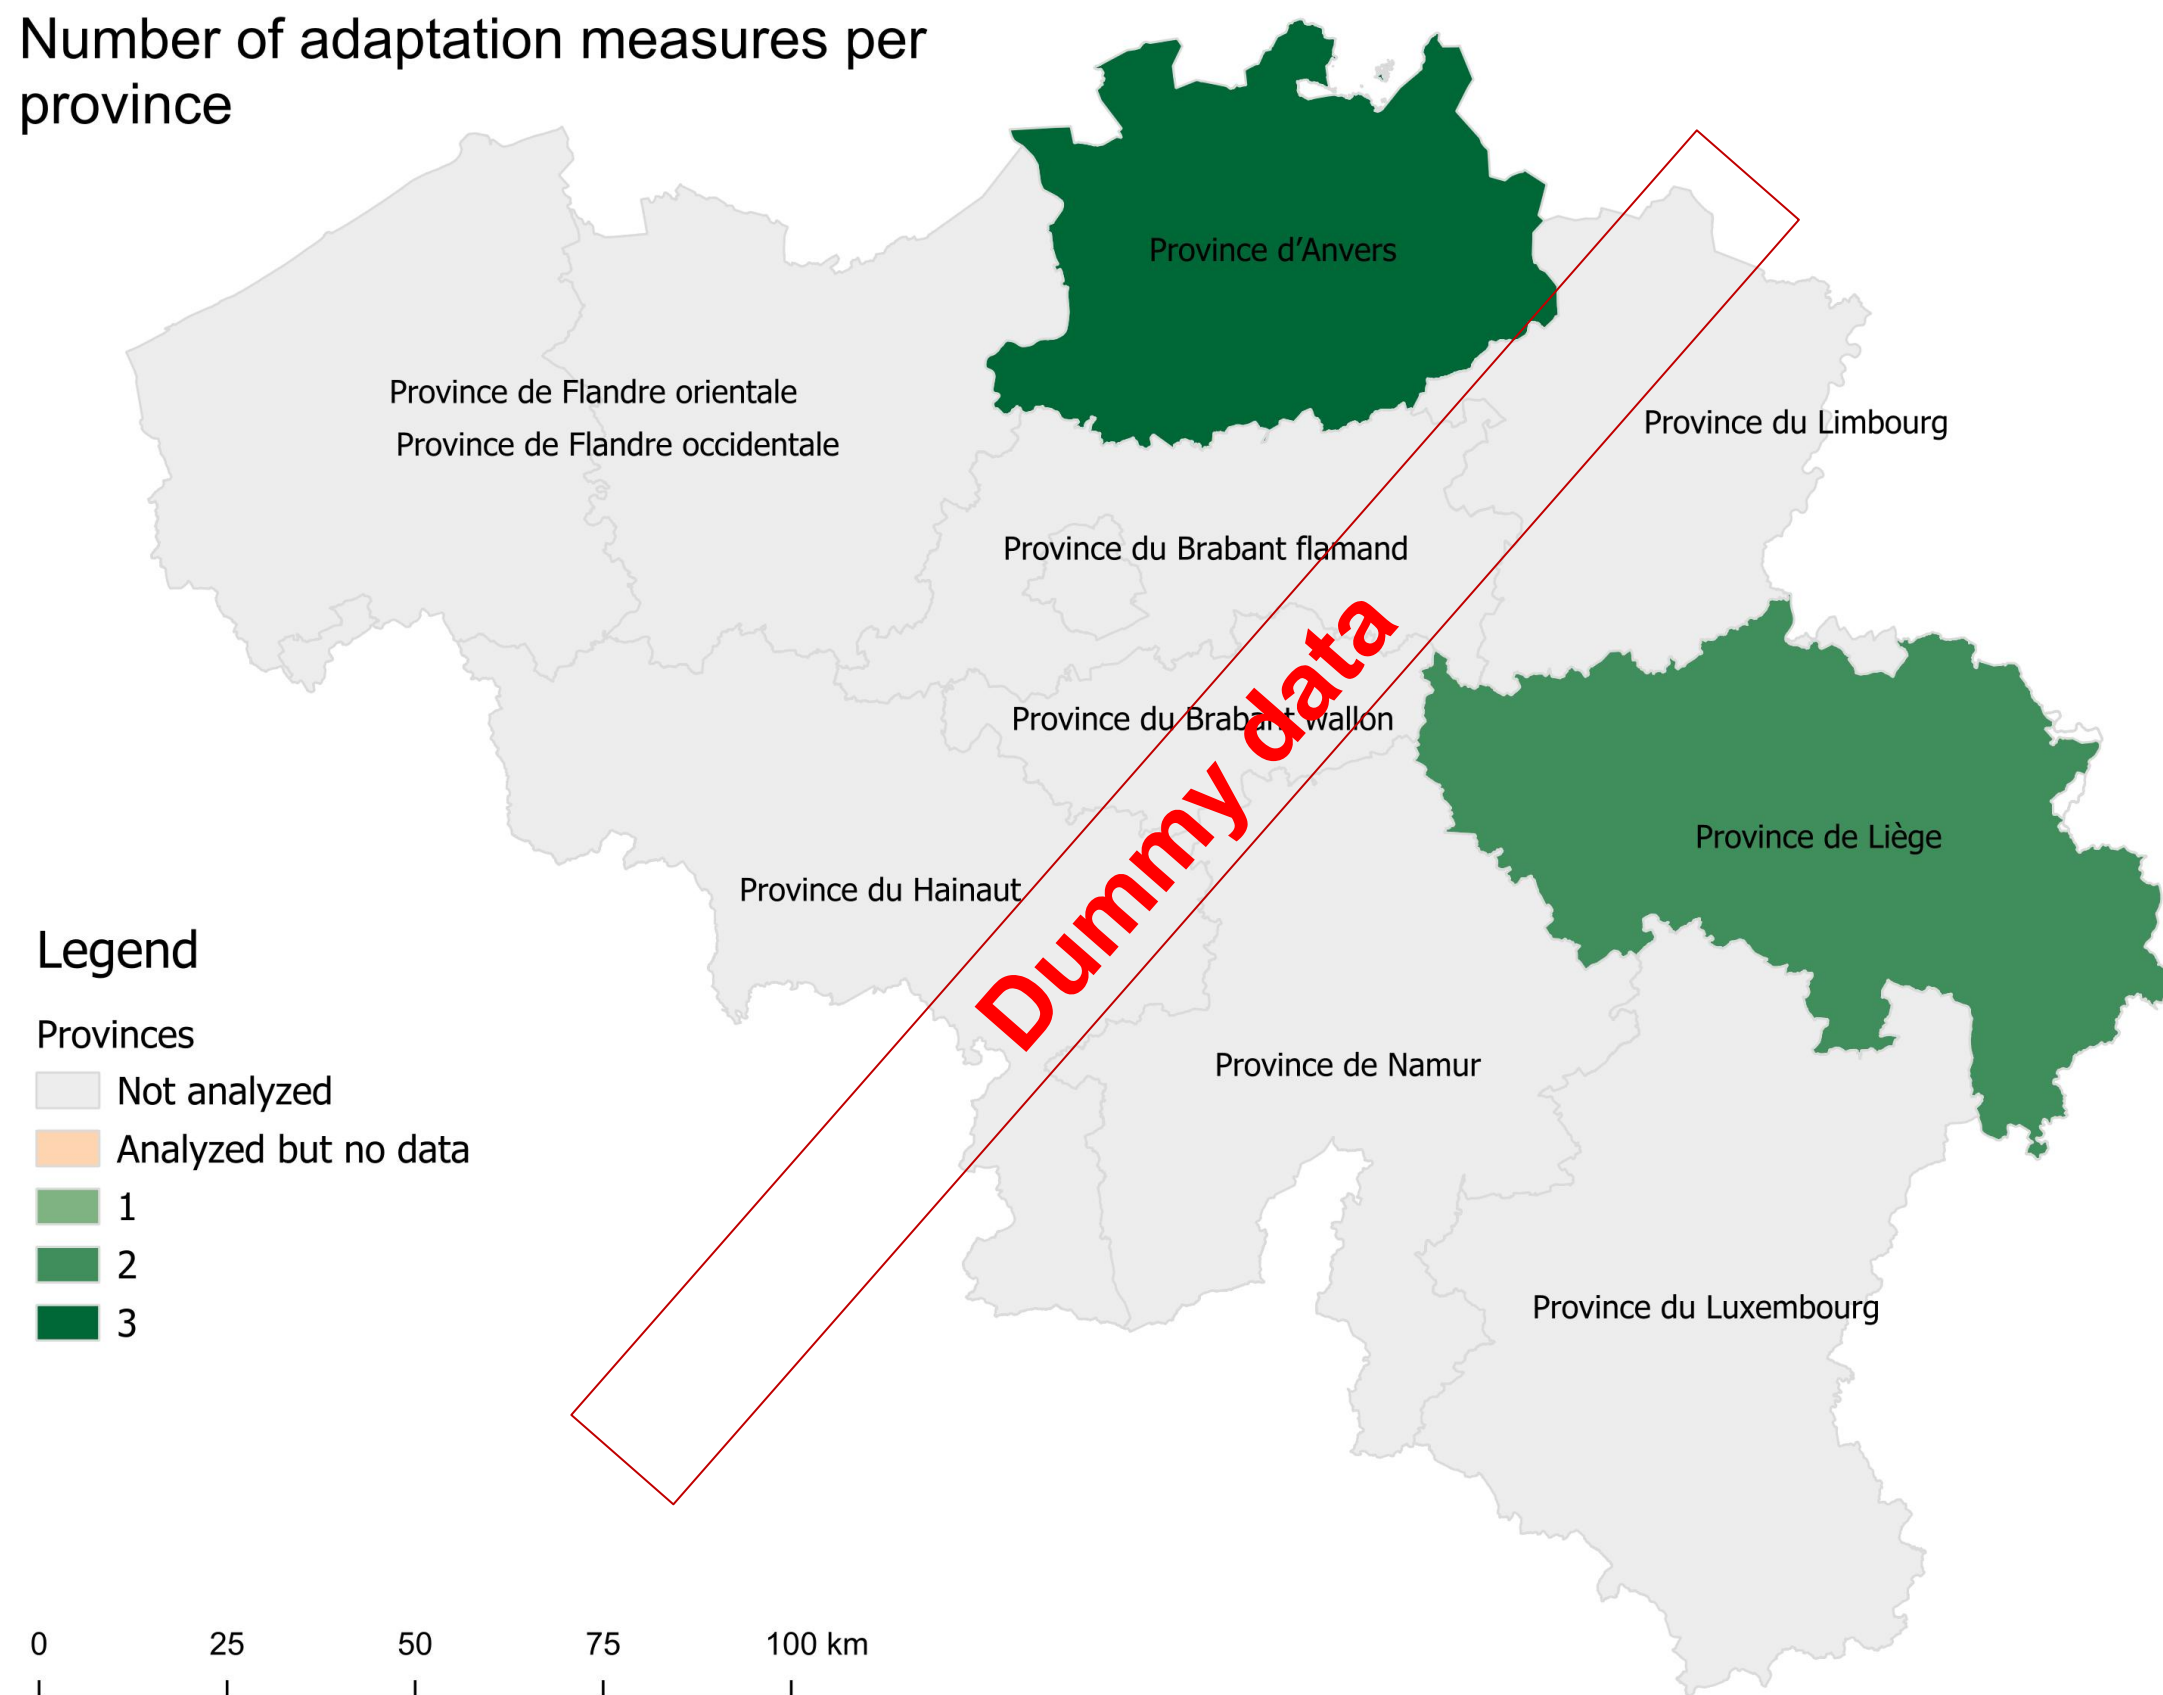 Number of adaptation measures per
province
Province d’Anvers
Province de Flandre orientale
Province du Limbourg
Province de Flandre occidentale
Province du Brabant flamand
Province du Brabant wallon
Dummy data
Province de Liège
Province du Hainaut
Province de Namur
Province du Luxembourg
Legend
Provinces
Not analyzed
Analyzed but no data
1
2
3
0 25 50 75 100 km